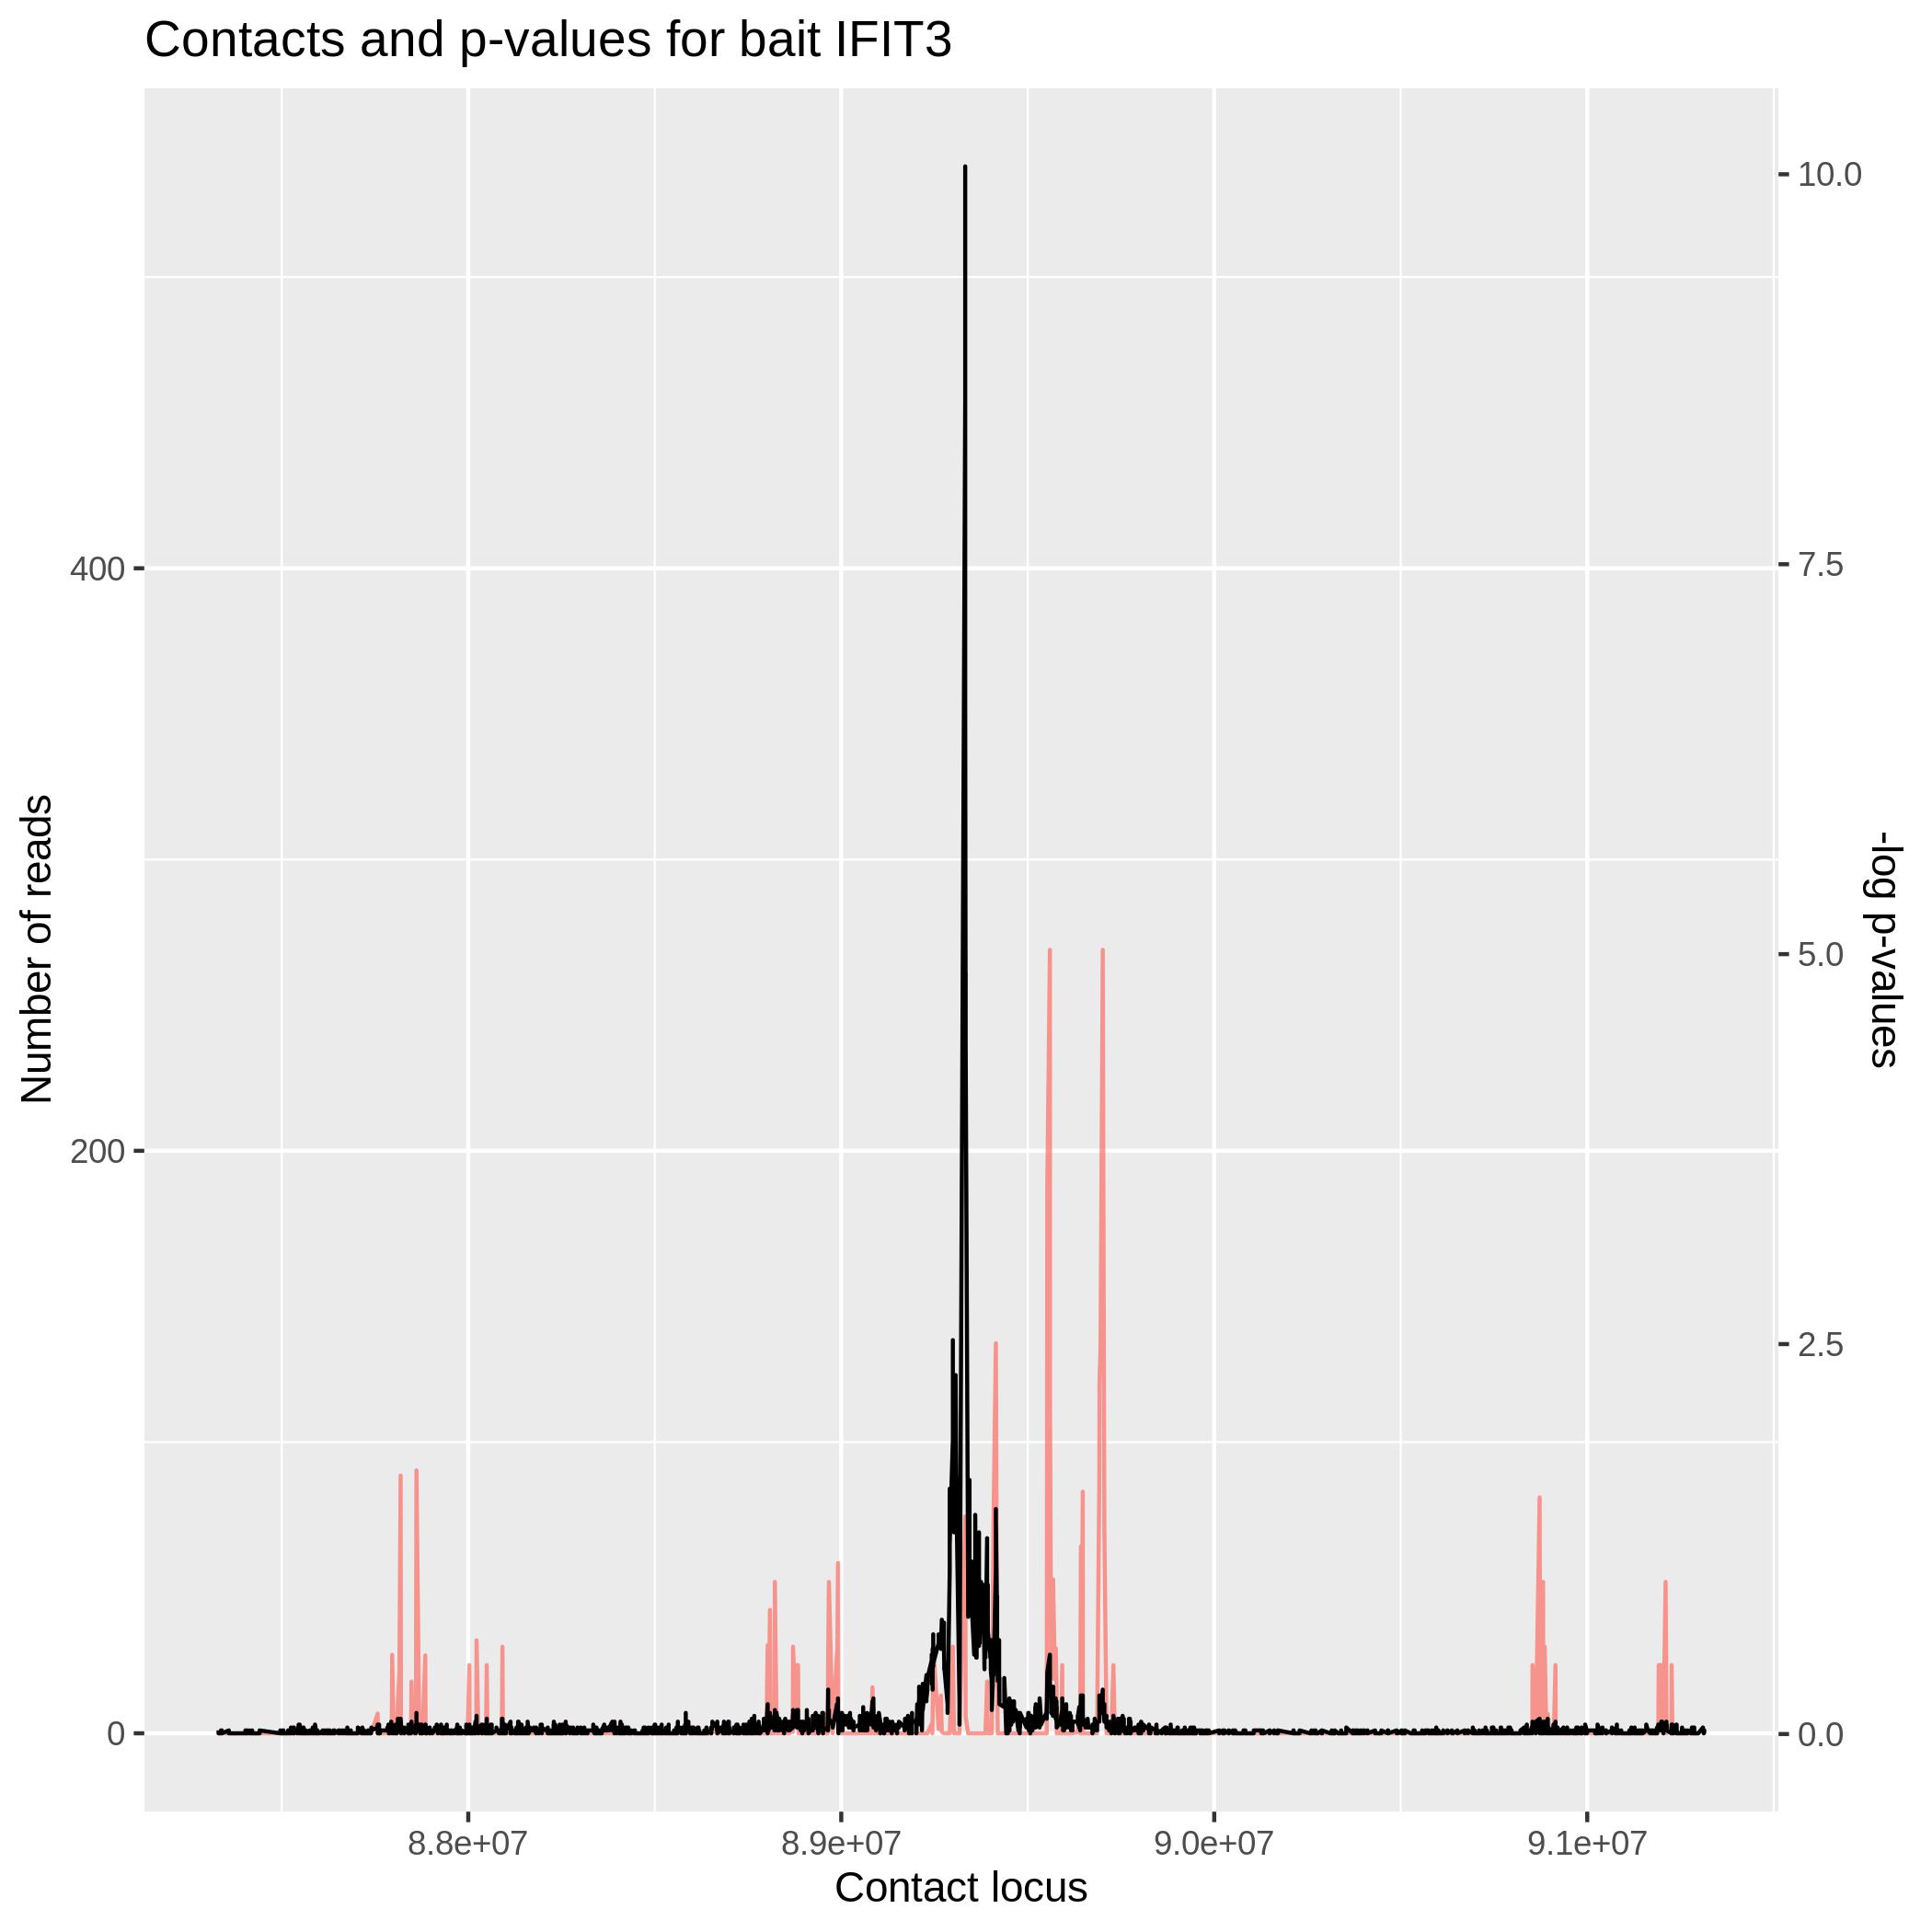 Contacts and p-values for bait IFIT3
Number of reads
400
200
0
10.0
7.5
5.0
2.5
0.0
-log p-values
8.8e+07 8.9e+07 9.0e+07 9.1e+07
Contact locus